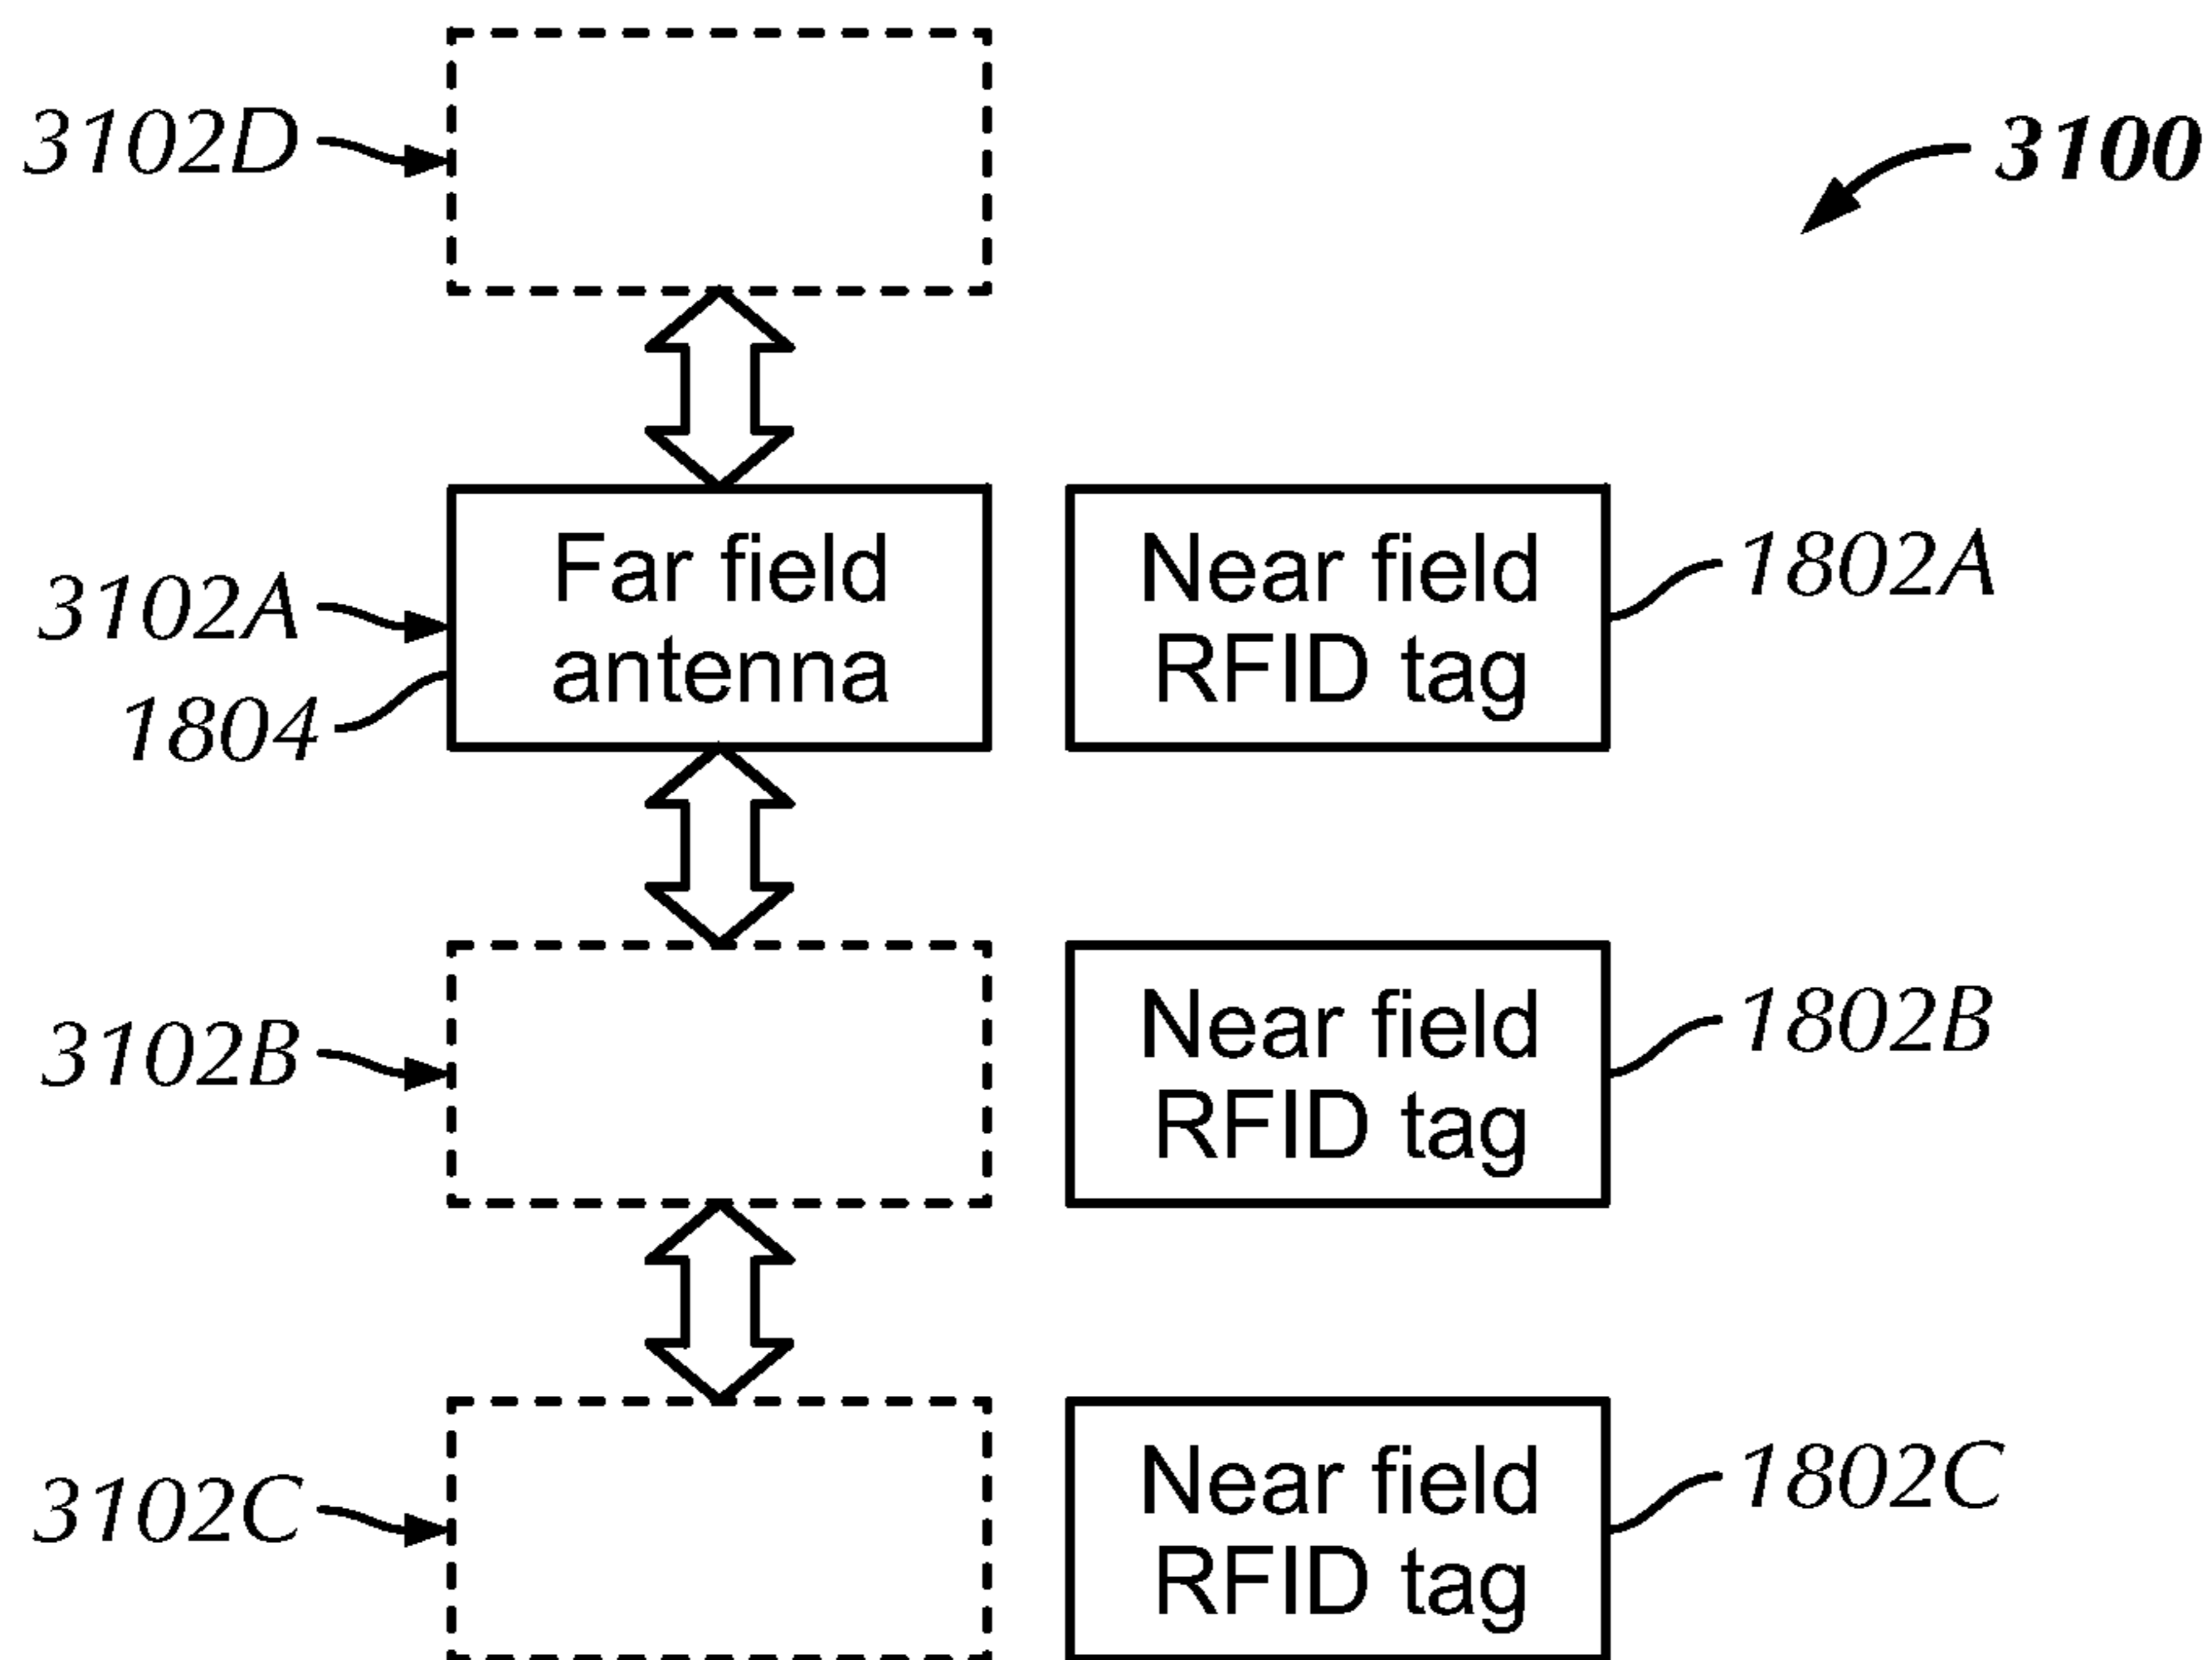 3102D
3100
Far field
antenna
3102A
1804
Near field
RFID tag
1802A
3102B
Near field
RFID tag
1802B
3102C
Near field
RFID tag
1802C